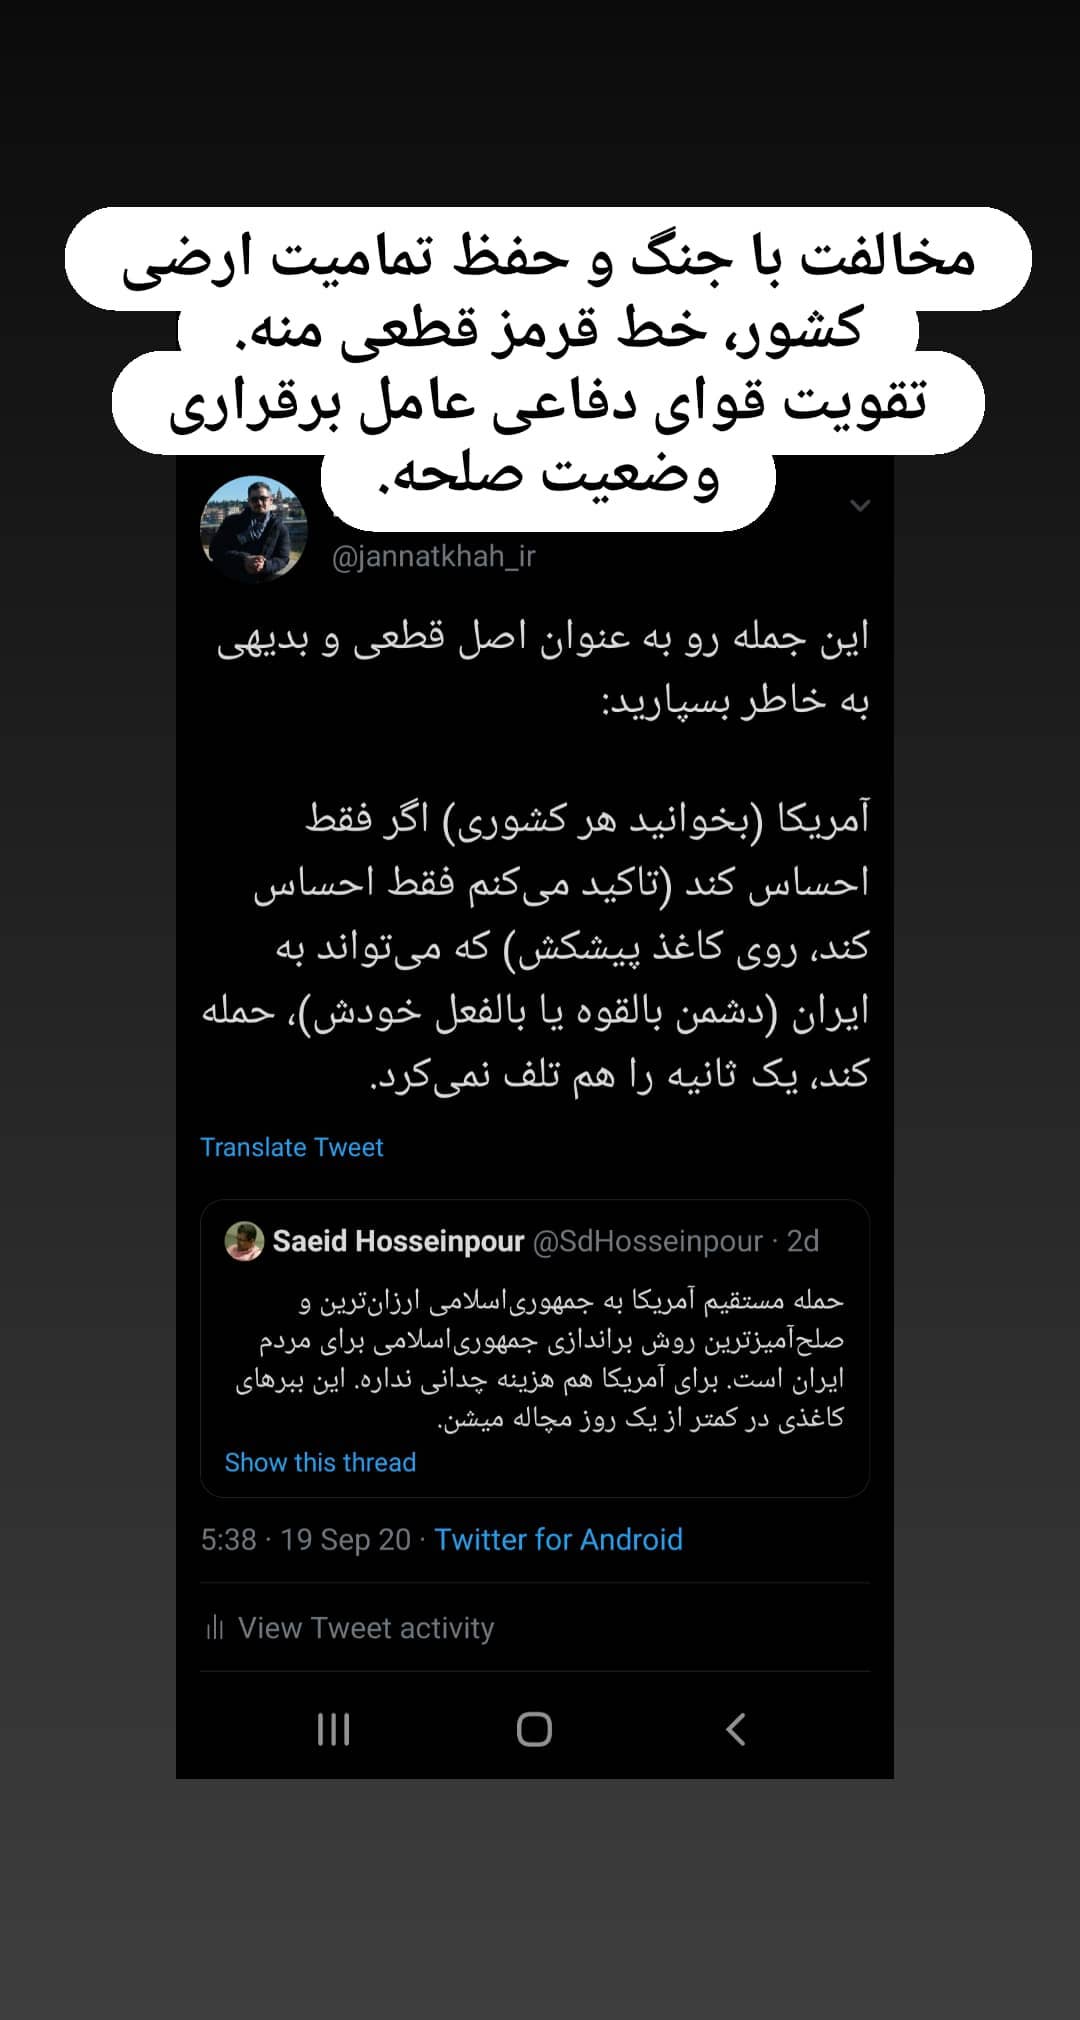 مخالفت با جنگ و حفظ تمامیت ارضی
کشور، خط قرمز قطعی منه.
تقویت قوای دفاعی عامل برقراری
وضعیت صلحه.
@jannatkhah_ir
این جمله رو به عنوان اصل قطعی و بدیهی
به خاطر بسپارید:
آمریکا (بخوانید هر کشوری) اگر فقط
احساس کند (تاکید می‌کنم فقط احساس
کند، روی کاغذ پیشکش) که می‌تواند به
ایران (دشمن بالقوه یا بالفعل خودش)، حمله
کند، یک ثانیه را هم تلف نمی‌کرد.
Translate Tweet
Saeid Hosseinpour @SdHosseinpour · 2d
حمله مستقیم آمریکا به جمهوری‌اسلامی ارزان‌ترین و
صلح‌آمیزترین روش براندازی جمهوری‌اسلامی برای مردم
ایران است. برای آمریکا هم هزینه چدانی نداره. این ببرهای
کاغذی در کمتر از یک روز مچاله میشن.
Show this thread
5:38 · 19 Sep 20 · Twitter for Android
View Tweet activity